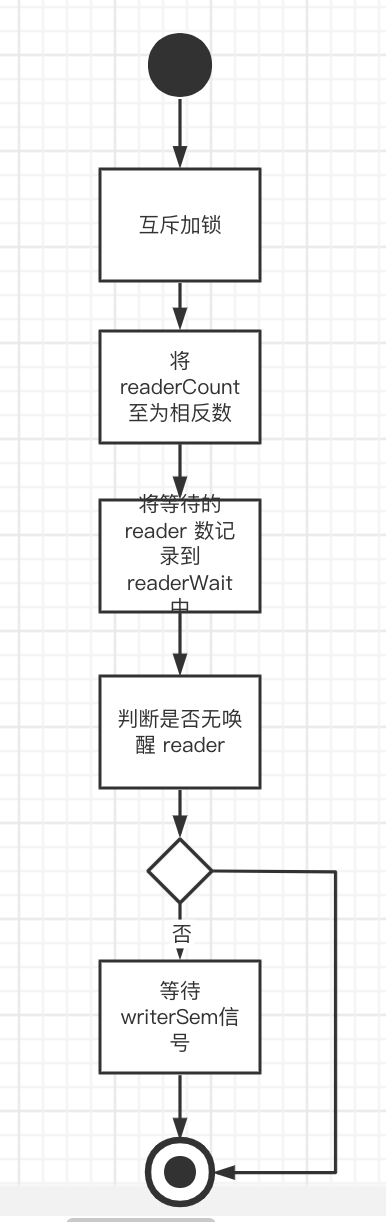 互斥加锁
将
readerCount
至为相反数
将等待的
reader 数记
录到
readerWait
中
判断是否无唤
醒 reader
否
等待
writerSem信
号